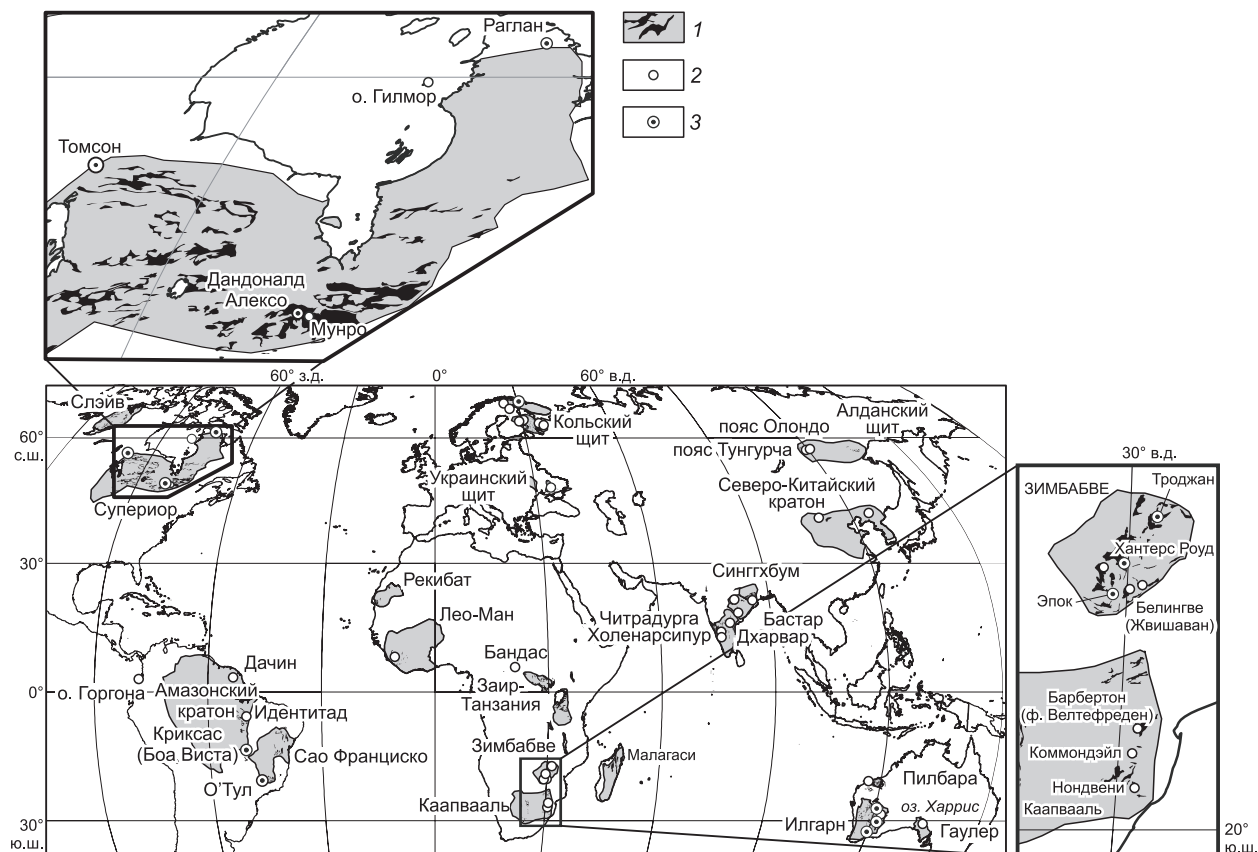 Раглан
1
2
3
о. Гилмор
Томсон
Дандоналд
Алексо
Мунро
60° з.д.
0°
60° в.д.
Слэйв
60°
с.ш.
Супериор
Кольский
щит
Украинский
щит
Алданский
щит
пояс Олондо
пояс Тунгурча
Северо-Китайский
кратон
30°
Рекибат
Лео-Ман
Синггхбум
Читрадурга
Холенарсипур
Бастар
Дхарвар
Бандас
Заир-
Танзания
Дачин
0°
о. Горгона
Амазонский
кратон
Идентитад
Криксас
(Боа Виста)
Сао Франциско
О'Тул
Зимбабве
Малагаси
Каапвааль
Пилбара
оз. Харрис
Илгарн
Гаулер
30°
ю.ш.
30° в.д.
ЗИМБАБВЕ
Троджан
Хантерс Роуд
Эпок
Белингве
(Жвишаван)
Барбертон
(ф. Велтефреден)
Коммондэйл
Нондвени
Каапвааль
20°
ю.ш.